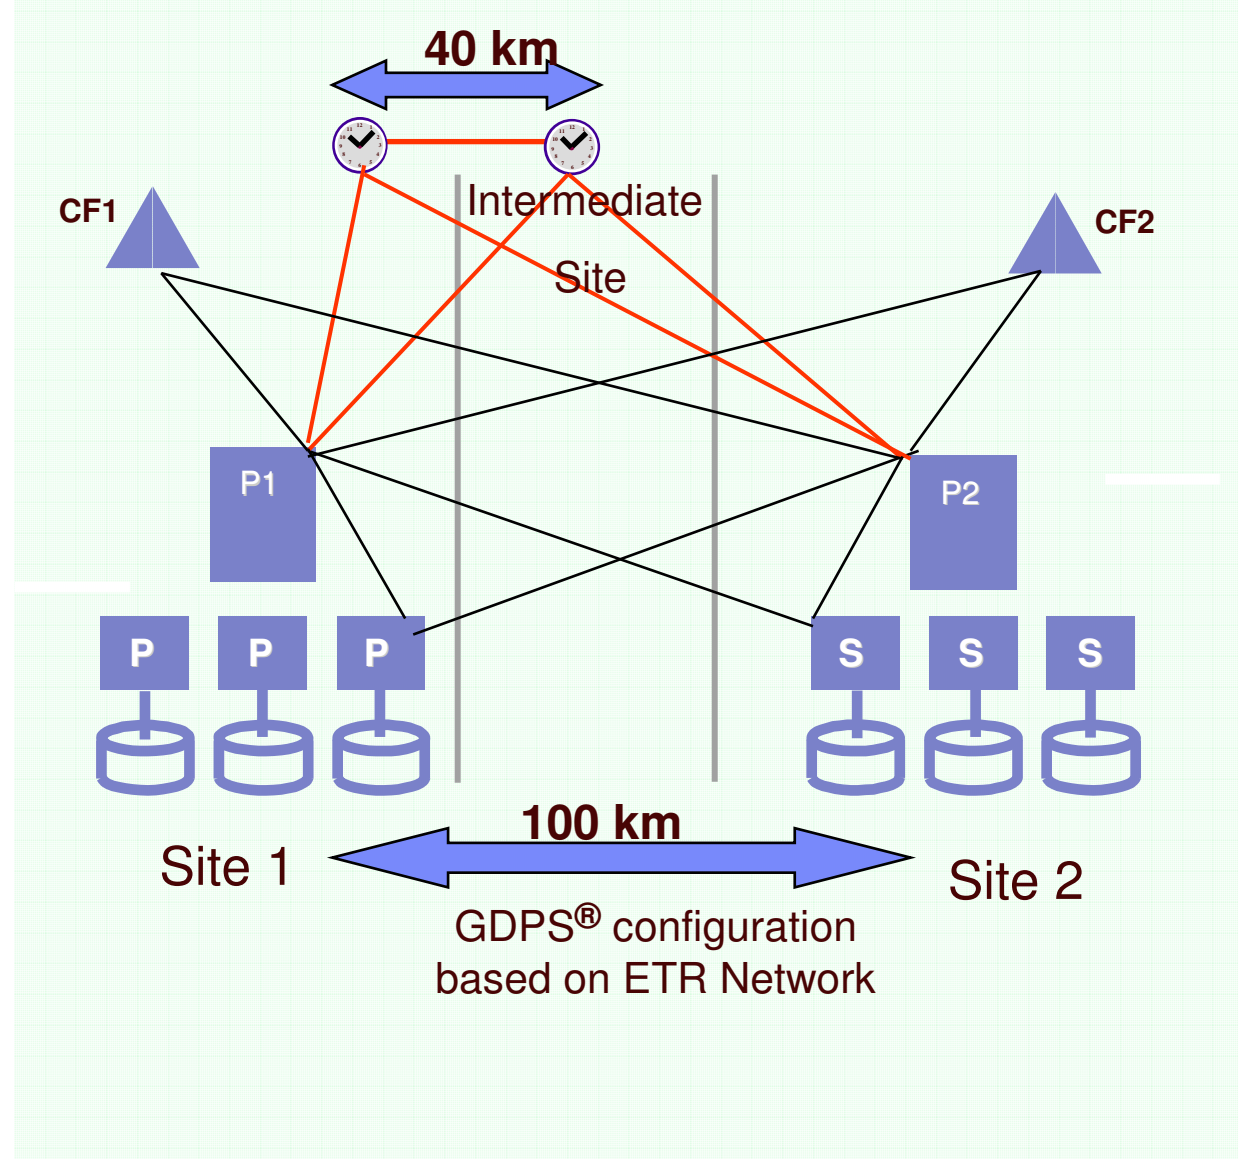 40 km
CF1
Intermediate
CF2
Site
P1
P2
P P P S S S
100 km
Site 1
Site 2
GDPS® configuration
based on ETR Network